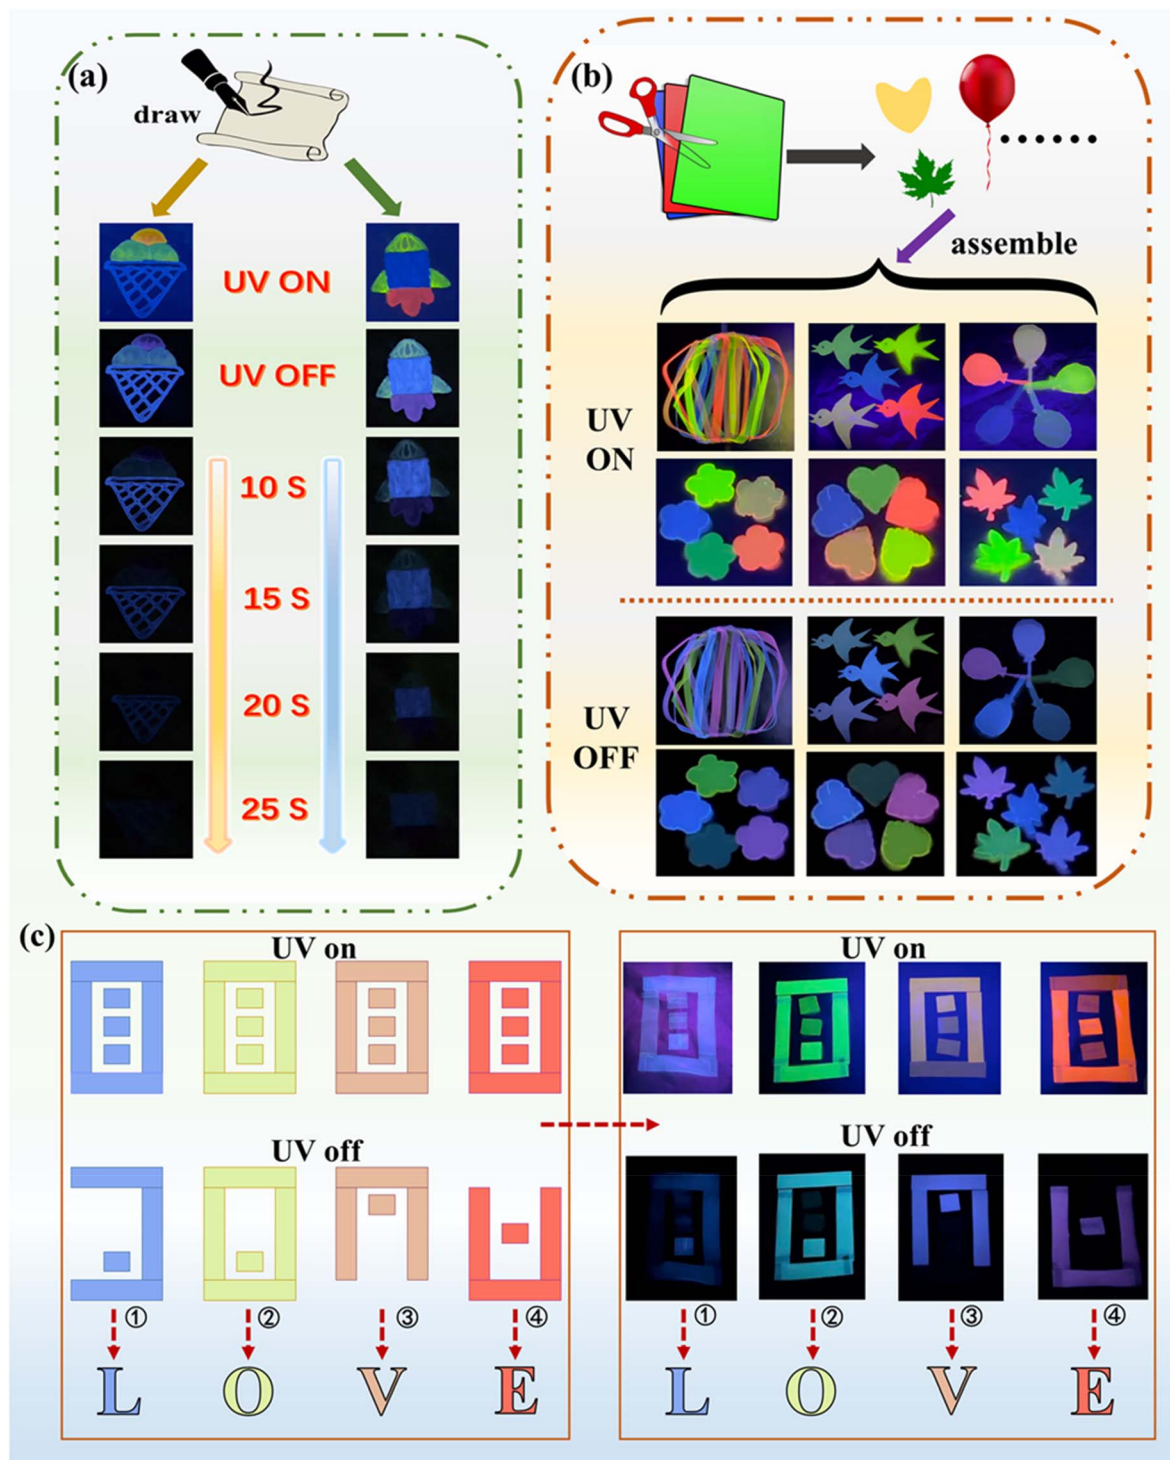 (a)
draw
UV ON
UV OFF
10 S
15 S
20 S
25 S
(b)
assemble
UV
ON
UV
OFF
(c)
UV on
UV off
① ② ③ ④
L O V E
UV on
UV off
① ② ③ ④
L O V E